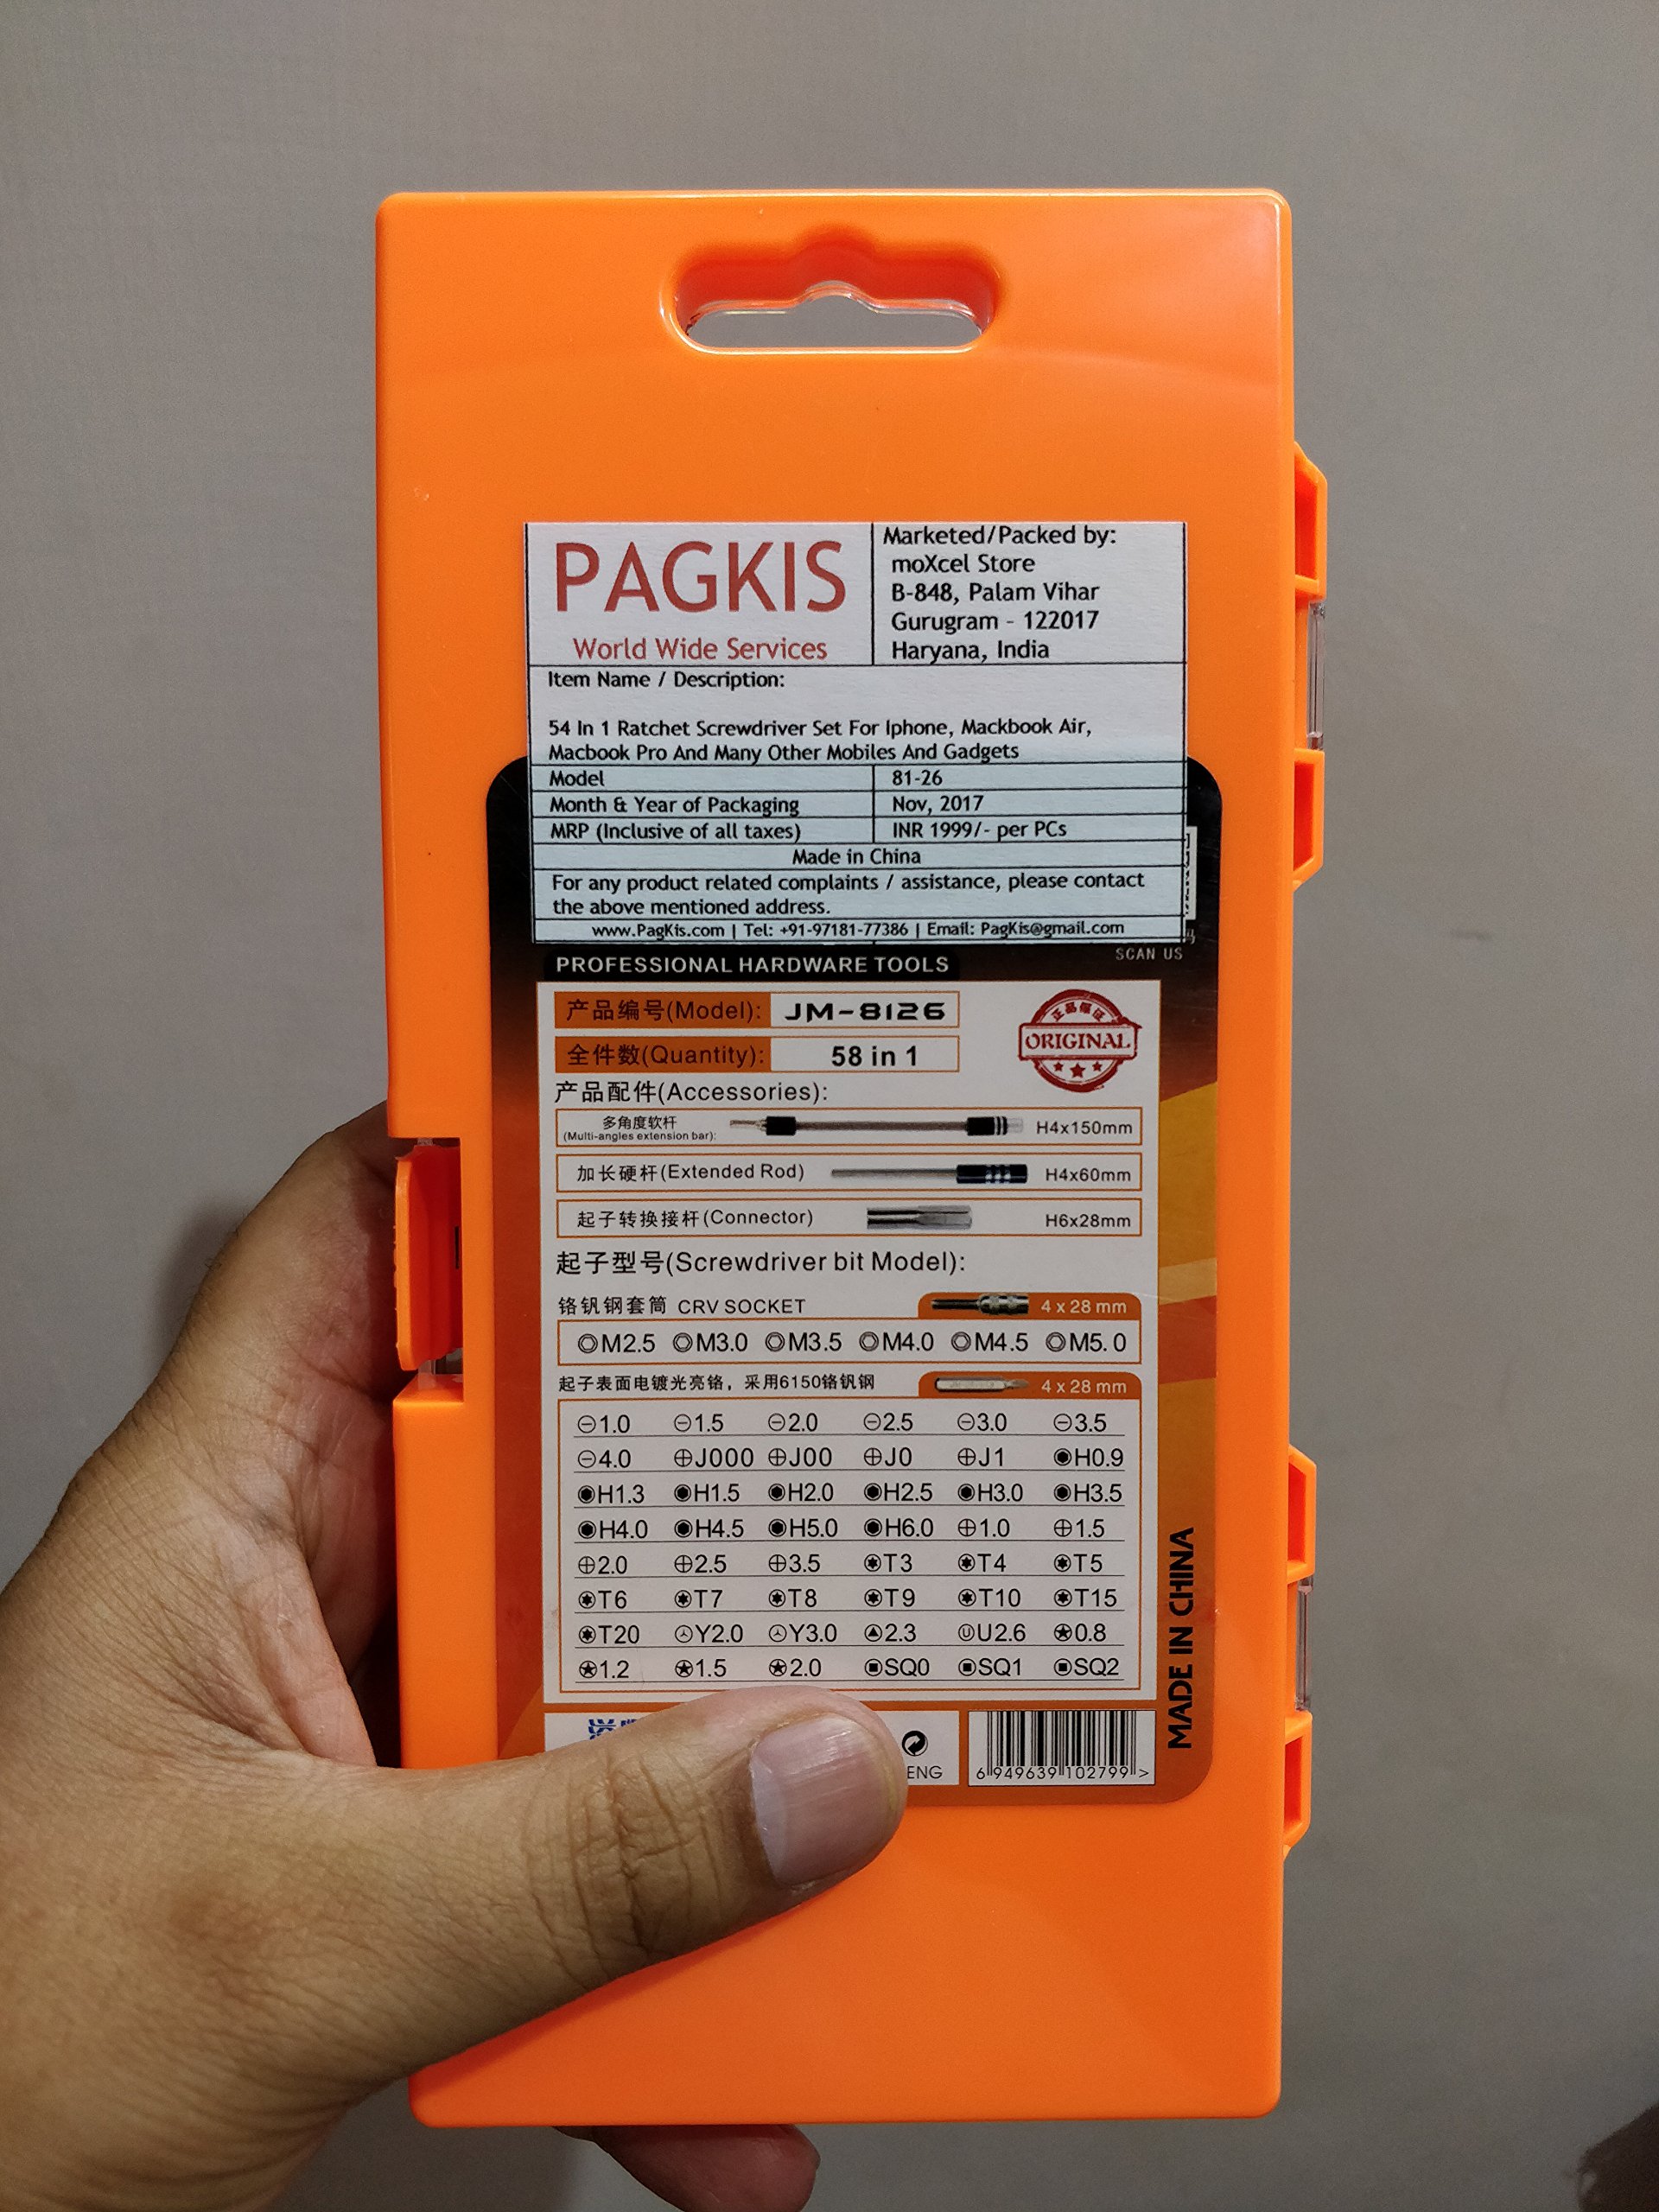 PAGKIS
World Wide Services
Marketed/Packed by:
moXcel Store
B-848, Palam Vihar
Gurugram - 122017
Haryana, India
Item Name / Description:
54 In 1 Ratchet Screwdriver Set For Iphone, Mackbook Air,
Macbook Pro And Many Other Mobiles And Gadgets
Model 81-26
Month & Year of Packaging Nov, 2017
MRP (Inclusive of all taxes) INR 1999/- per PCs
Made in China
For any product related complaints / assistance, please contact
the above mentioned address.
www.PagKis.com | Tel: +91-97181-77386 | Email: PagKis@gmail.com
SCAN US
PROFESSIONAL HARDWARE TOOLS
产品编号(Model): JM-8126
全件数(Quantity): 58 in 1
正品保证
ORIGINAL
产品配件(Accessories):
多角度软杆
(Multi-angles extension bar): H4x150mm
加长硬杆(Extended Rod) H4x60mm
起子转换接杆(Connector) H6x28mm
起子型号(Screwdriver bit Model):
铬钒钢套筒 CRV SOCKET 4 x 28 mm
M2.5 M3.0 M3.5 M4.0 M4.5 M5.0
起子表面电镀光亮铬，采用6150铬钒钢 4 x 28 mm
1.0 1.5 2.0 2.5 3.0 3.5
4.0 J000 J00 J0 J1 H0.9
H1.3 H1.5 H2.0 H2.5 H3.0 H3.5
H4.0 H4.5 H5.0 H6.0 1.0 1.5
2.0 2.5 3.5 T3 T4 T5
T6 T7 T8 T9 T10 T15
T20 Y2.0 Y3.0 2.3 U2.6 0.8
1.2 1.5 2.0 SQ0 SQ1 SQ2
MADE IN CHINA
ENG
6 949639 102799 >